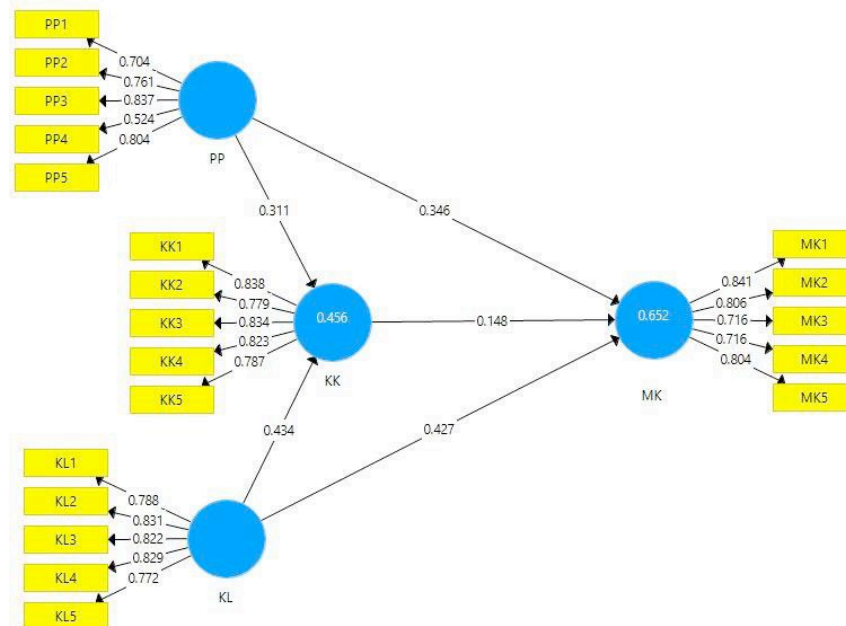 PP1
PP2
PP3
PP4
PP5
0.704
0.761
0.837
0.524
0.804
PP
0.311
0.346
KK1
KK2
KK3
KK4
KK5
0.838
0.779
0.834
0.823
0.787
0.456
KK
0.148
0.652
MK
0.841
0.806
0.716
0.716
0.804
MK1
MK2
MK3
MK4
MK5
0.434
0.427
KL1
KL2
KL3
KL4
KL5
0.788
0.831
0.822
0.829
0.772
KL